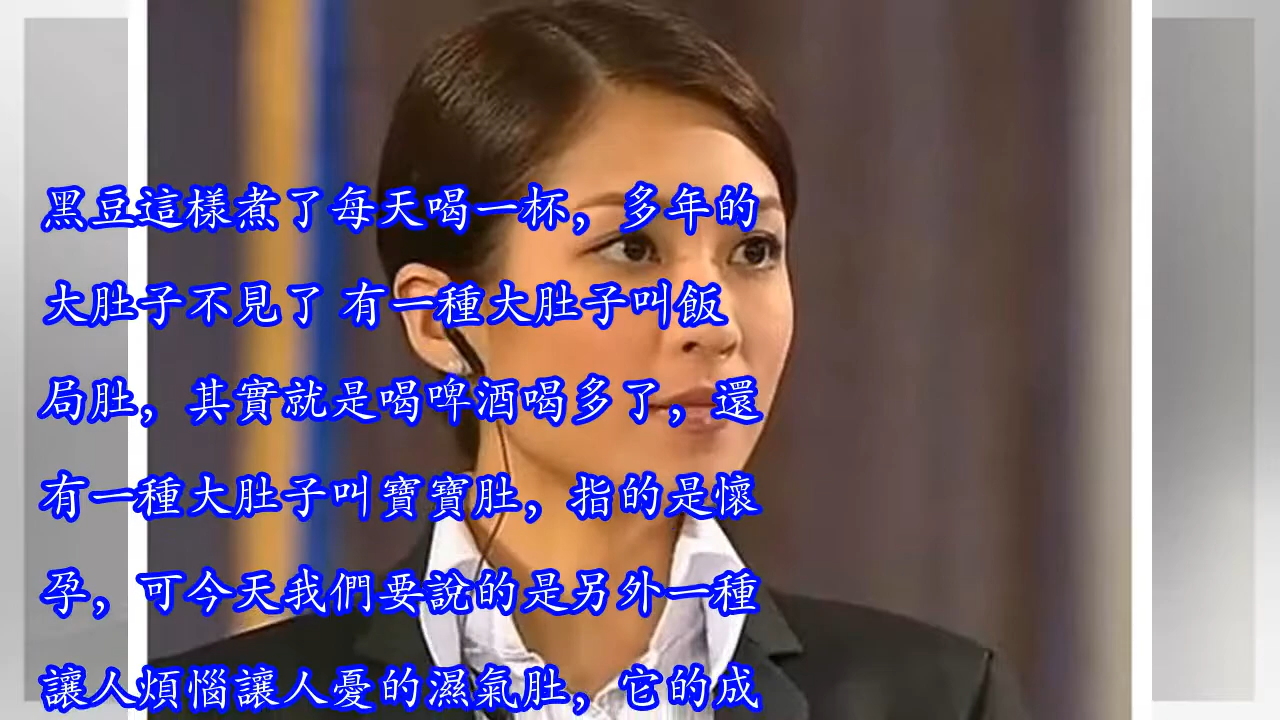 黑豆這樣煮了每天喝一杯，多年的
大肚子不見了 有一種大肚子叫飯
局肚，其實就是喝啤酒喝多了，還
有一種大肚子叫寶寶肚，指的是懷
孕，可今天我們要說的是另外一種
讓人煩惱讓人憂的濕氣肚，它的成